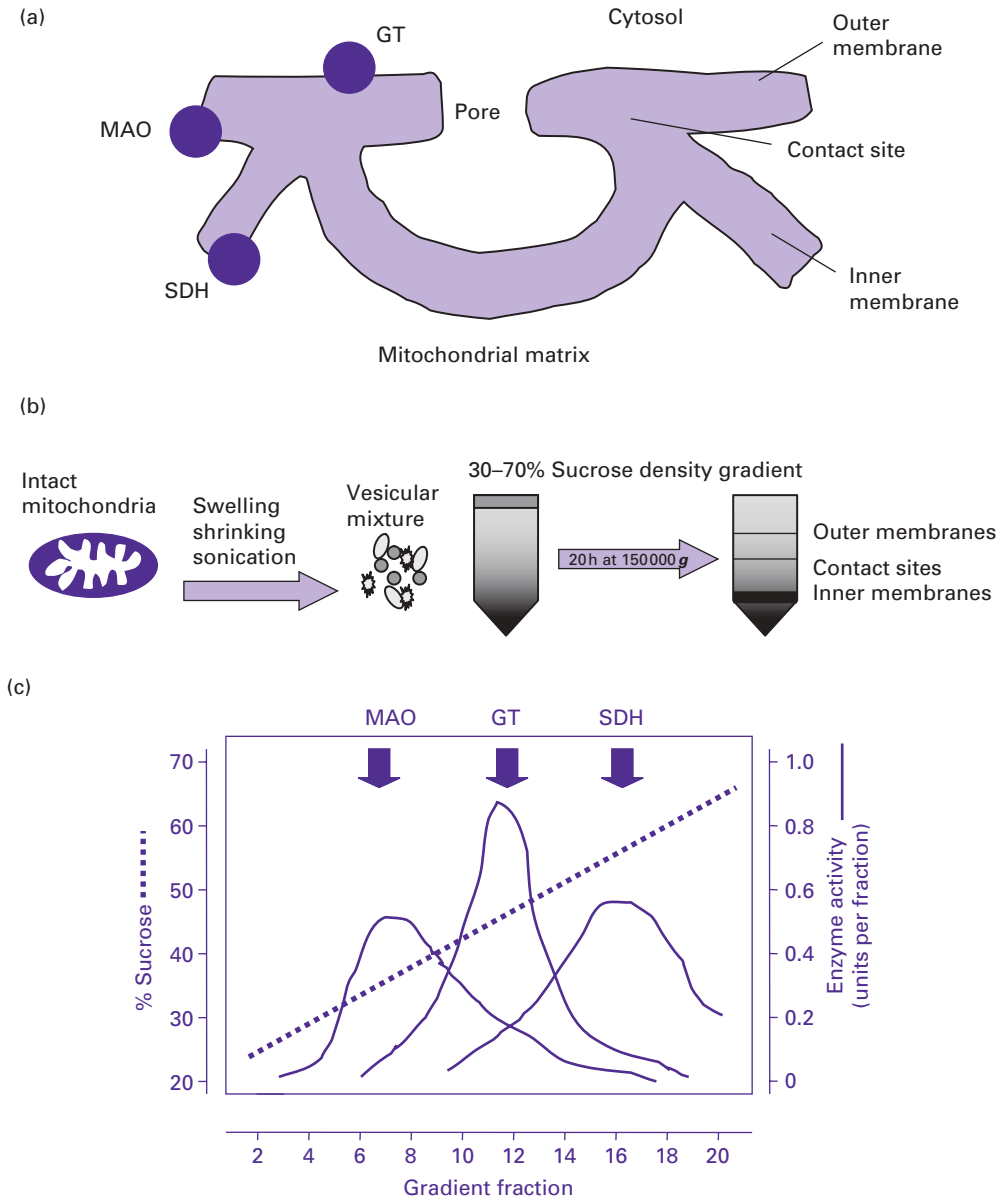 (a)
Cytosol
Outer
membrane
GT
MAO
Pore
Contact site
SDH
Inner
membrane
Mitochondrial matrix
(b)
Intact
mitochondria
Swelling
shrinking
sonication
Vesicular
mixture
30–70% Sucrose density gradient
20 h at 150 000 g
Outer membranes
Contact sites
Inner membranes
(c)
MAO GT SDH
70
60
50
40
30
20
% Sucrose
1.0
0.8
0.6
0.4
0.2
0
Enzyme activity
(units per fraction)
2 4 6 8 10 12 14 16 18 20
Gradient fraction